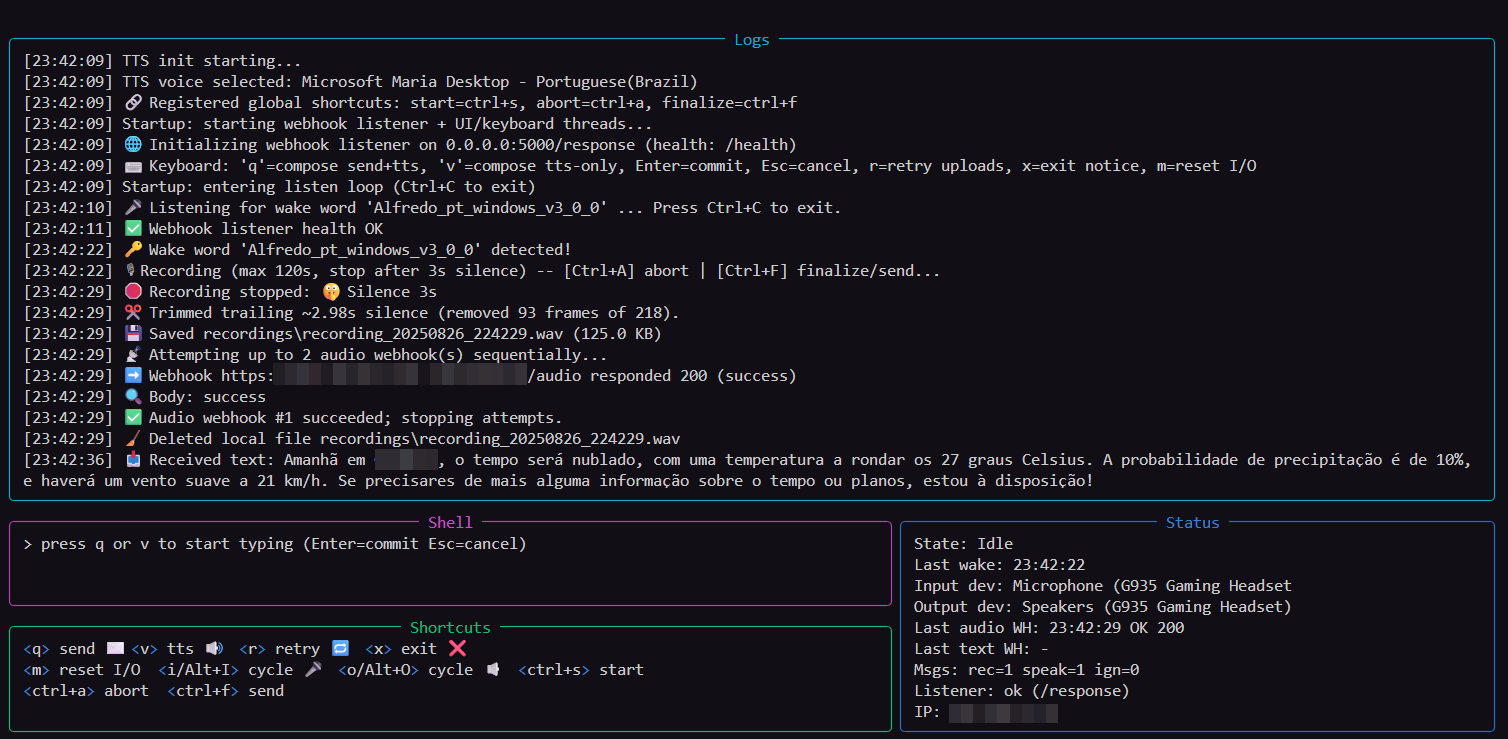 Logs
[23:42:09] TTS init starting...
[23:42:09] TTS voice selected: Microsoft Maria Desktop - Portuguese(Brazil)
[23:42:09] 🔗 Registered global shortcuts: start=ctrl+s, abort=ctrl+a, finalize=ctrl+f
[23:42:09] Startup: starting webhook listener + UI/keyboard threads...
[23:42:09] 🌐 Initializing webhook listener on 0.0.0.0:5000/response (health: /health)
[23:42:09] ⌨️ Keyboard: 'q'=compose send+tts, 'v'=compose tts-only, Enter=commit, Esc=cancel, r=retry uploads, x=exit notice, m=reset I/O
[23:42:09] Startup: entering listen loop (Ctrl+C to exit)
[23:42:10] 🎤 Listening for wake word 'Alfredo_pt_windows_v3_0_0' ... Press Ctrl+C to exit.
[23:42:11] ✅ Webhook listener health OK
[23:42:22] 🔑 Wake word 'Alfredo_pt_windows_v3_0_0' detected!
[23:42:22] 🎙 Recording (max 120s, stop after 3s silence) -- [Ctrl+A] abort | [Ctrl+F] finalize/send...
[23:42:29] 🛑 Recording stopped: 🤫 Silence 3s
[23:42:29] ✂️ Trimmed trailing ~2.98s silence (removed 93 frames of 218).
[23:42:29] 💾 Saved recordings\recording_20250826_224229.wav (125.0 KB)
[23:42:29] 📡 Attempting up to 2 audio webhook(s) sequentially...
[23:42:29] ➡️ Webhook https: /audio responded 200 (success)
[23:42:29] 🔍 Body: success
[23:42:29] ✅ Audio webhook #1 succeeded; stopping attempts.
[23:42:29] 🧹 Deleted local file recordings\recording_20250826_224229.wav
[23:42:36] 📥 Received text: Amanhã em , o tempo será nublado, com uma temperatura a rondar os 27 graus Celsius. A probabilidade de precipitação é de 10%,
e haverá um vento suave a 21 km/h. Se precisares de mais alguma informação sobre o tempo ou planos, estou à disposição!
Shell
> press q or v to start typing (Enter=commit Esc=cancel)
Shortcuts
<q> send ✉️ <v> tts 🔊 <r> retry 🔁 <x> exit ❌
<m> reset I/O <i/Alt+I> cycle 🎤 <o/Alt+O> cycle 🔈 <ctrl+s> start
<ctrl+a> abort <ctrl+f> send
Status
State: Idle
Last wake: 23:42:22
Input dev: Microphone (G935 Gaming Headset
Output dev: Speakers (G935 Gaming Headset)
Last audio WH: 23:42:29 OK 200
Last text WH: -
Msgs: rec=1 speak=1 ign=0
Listener: ok (/response)
IP: